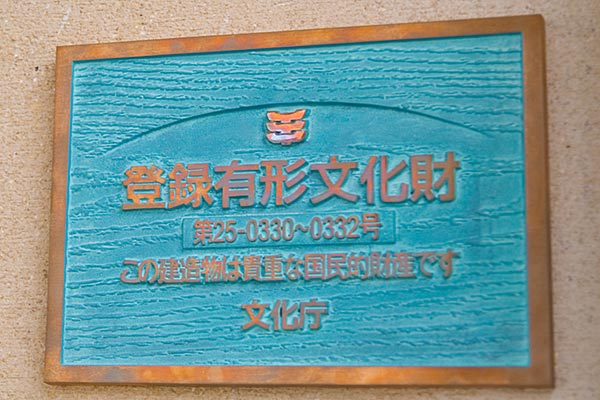 登録有形文化財
第25-0330~0332号
この建造物は貴重な国民的財産です
文化庁